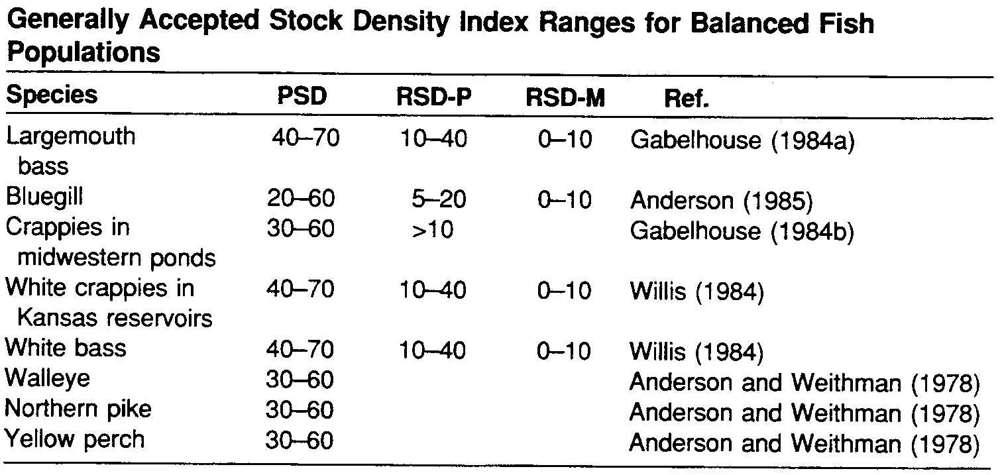 Generally Accepted Stock Density Index Ranges for Balanced Fish
Populations
Species PSD RSD-P RSD-M Ref.
Largemouth 40–70 10–40 0–10 Gabelhouse (1984a)
bass
Bluegill 20–60 5–20 0–10 Anderson (1985)
Crappies in 30–60 >10 Gabelhouse (1984b)
midwestern ponds
White crappies in 40–70 10–40 0–10 Willis (1984)
Kansas reservoirs
White bass 40–70 10–40 0–10 Willis (1984)
Walleye 30–60 Anderson and Weithman (1978)
Northern pike 30–60 Anderson and Weithman (1978)
Yellow perch 30–60 Anderson and Weithman (1978)